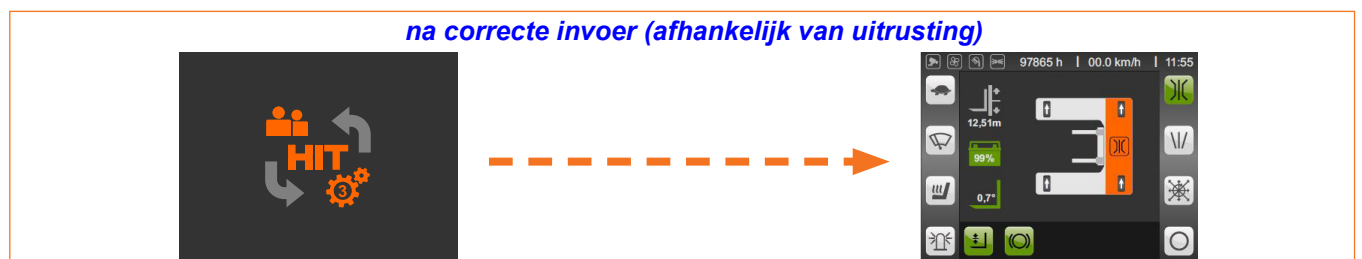 na correcte invoer (afhankelijk van uitrusting)
HIT
3
97865 h | 00.0 km/h | 11:55
12,51m
99%
0,7°